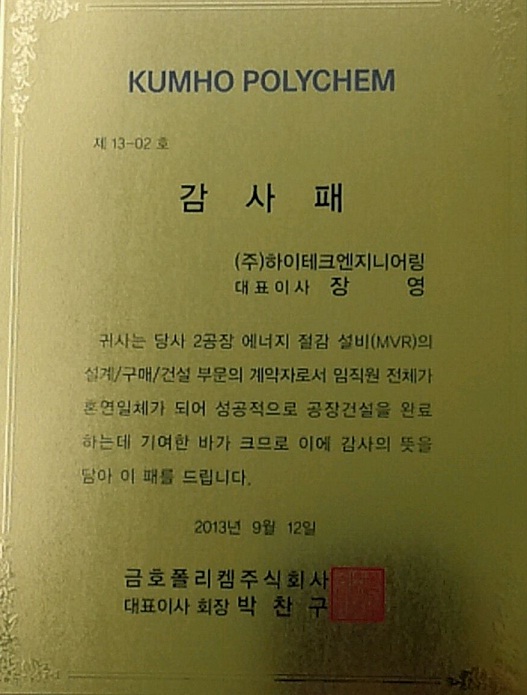 KUMHO POLYCHEM
제 13-02 호
감 사 패
(주)하이테크엔지니어링
대표이사 장 영
귀사는 당사 2공장 에너지 절감 설비(MVR)의
설계/구매/건설 부문의 계약자로서 임직원 전체가
혼연일체가 되어 성공적으로 공장건설을 완료
하는데 기여한 바가 크므로 이에 감사의 뜻을
담아 이 패를 드립니다.
2013년 9월 12일
금호폴리켐주식회사
대표이사 회장 박 찬 구